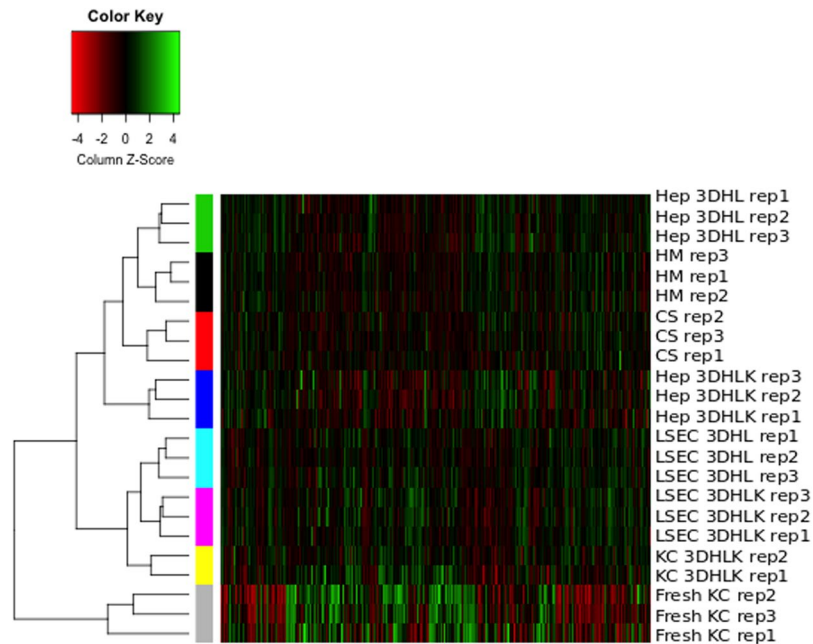 Color Key
-4 -2 0 2 4
Column Z-Score
Hep 3DHL rep1
Hep 3DHL rep2
Hep 3DHL rep3
HM rep3
HM rep1
HM rep2
CS rep2
CS rep3
CS rep1
Hep 3DHLK rep3
Hep 3DHLK rep2
Hep 3DHLK rep1
LSEC 3DHL rep1
LSEC 3DHL rep2
LSEC 3DHL rep3
LSEC 3DHLK rep3
LSEC 3DHLK rep2
LSEC 3DHLK rep1
KC 3DHLK rep2
KC 3DHLK rep1
Fresh KC rep2
Fresh KC rep3
Fresh KC rep1